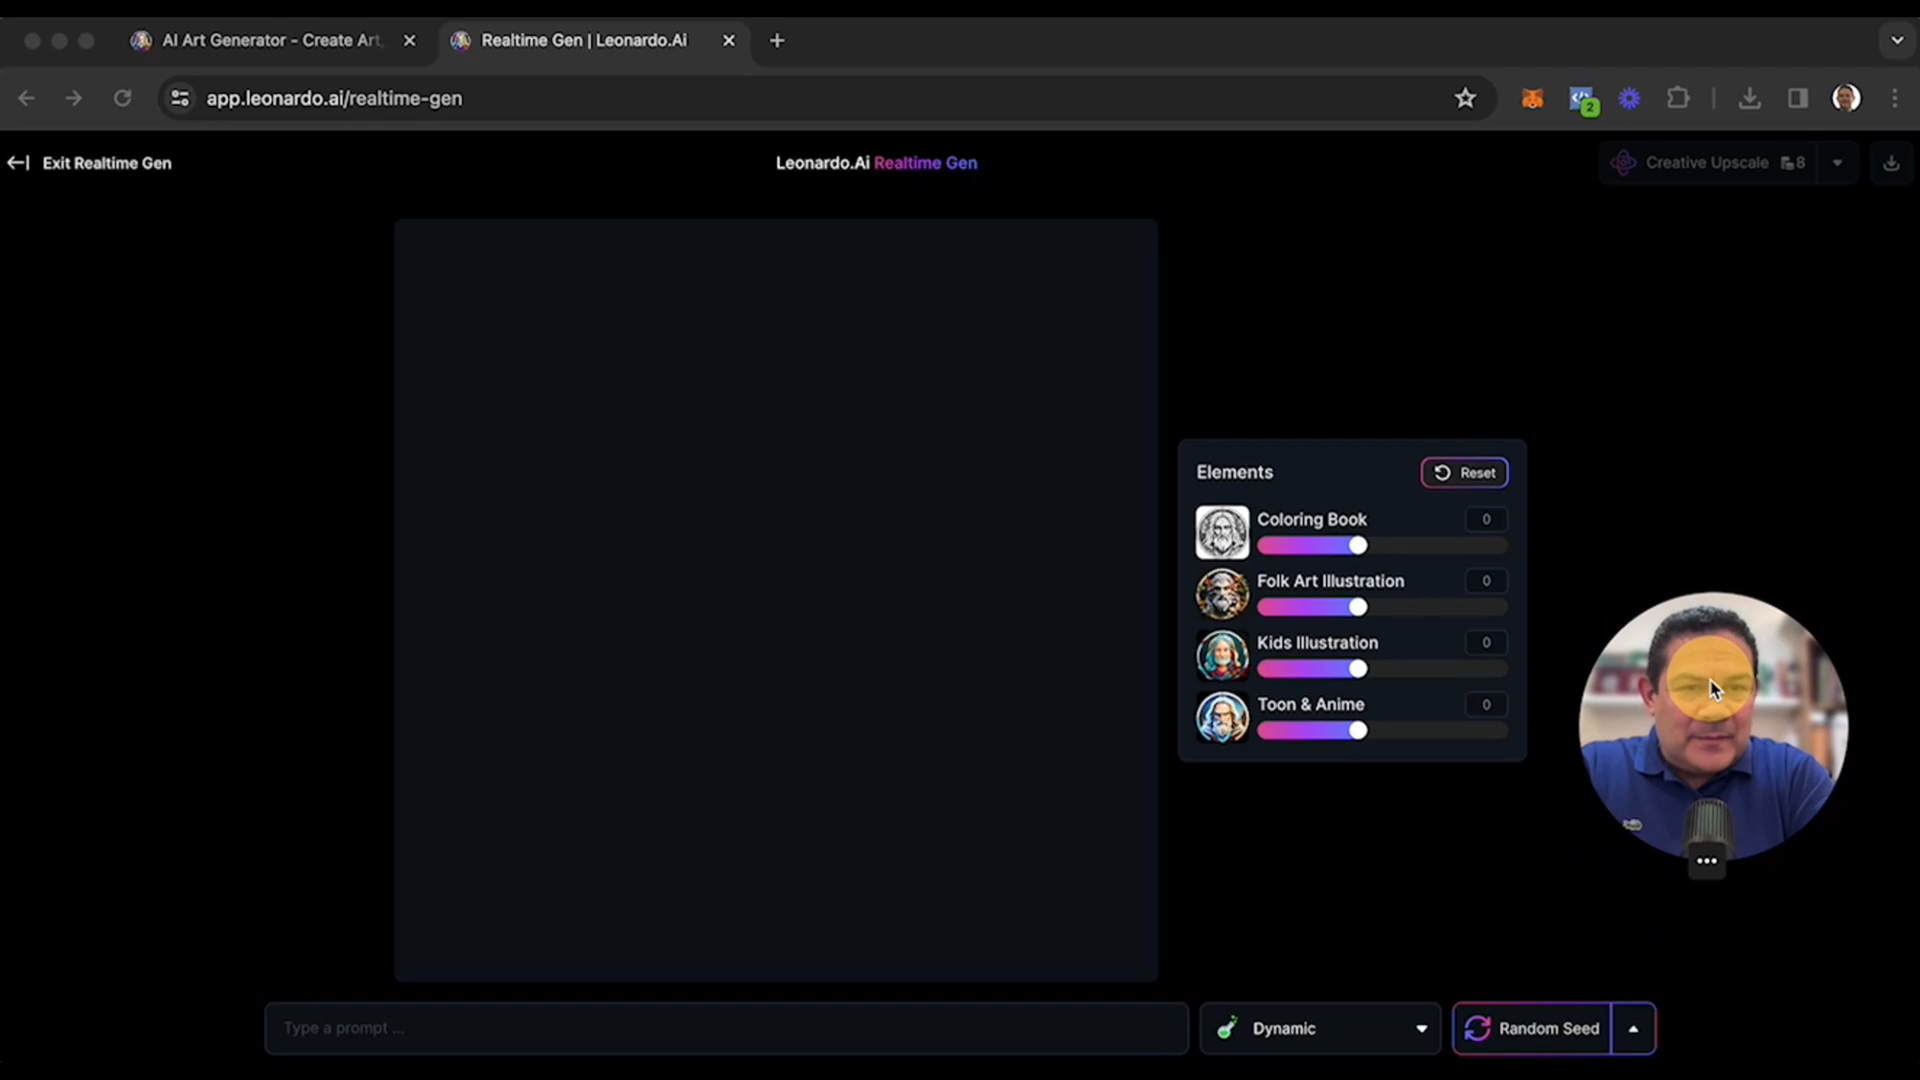 AI Art Generator - Create Art,
Realtime Gen | Leonardo.Ai
app.leonardo.ai/realtime-gen
2
Exit Realtime Gen
Leonardo.Ai Realtime Gen
Creative Upscale 8
Elements
Reset
Coloring Book 0
Folk Art Illustration 0
Kids Illustration 0
Toon & Anime 0
Type a prompt ...
Dynamic
Random Seed